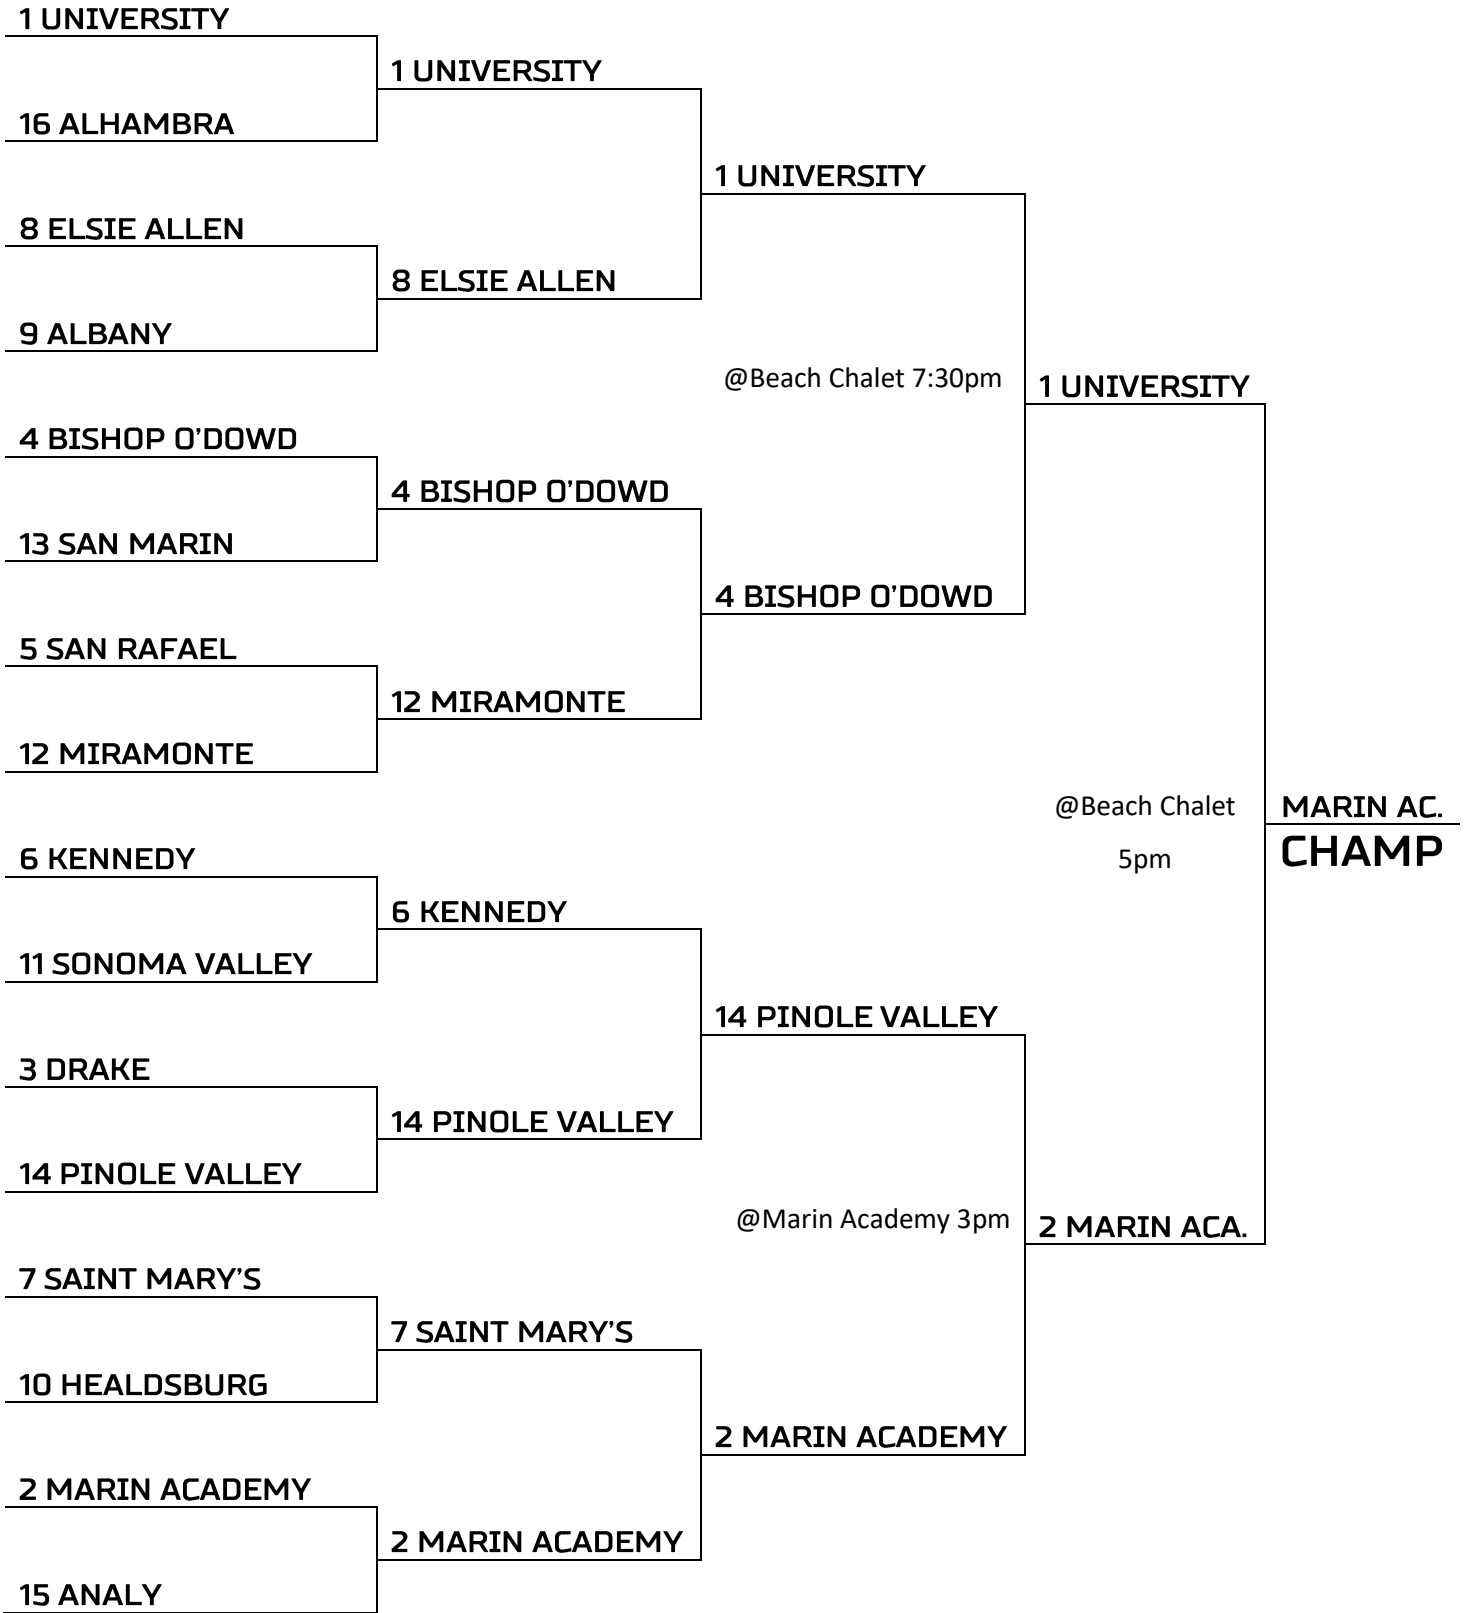 1 UNIVERSITY
1 UNIVERSITY
16 ALHAMBRA
1 UNIVERSITY
8 ELSIE ALLEN
8 ELSIE ALLEN
9 ALBANY
@Beach Chalet 7:30pm
1 UNIVERSITY
4 BISHOP O'DOWD
4 BISHOP O'DOWD
13 SAN MARIN
4 BISHOP O'DOWD
5 SAN RAFAEL
12 MIRAMONTE
12 MIRAMONTE
@Beach Chalet
5pm
MARIN AC.
CHAMP
6 KENNEDY
6 KENNEDY
11 SONOMA VALLEY
14 PINOLE VALLEY
3 DRAKE
14 PINOLE VALLEY
14 PINOLE VALLEY
@Marin Academy 3pm
2 MARIN ACA.
7 SAINT MARY'S
7 SAINT MARY'S
10 HEALDSBURG
2 MARIN ACADEMY
2 MARIN ACADEMY
2 MARIN ACADEMY
15 ANALY